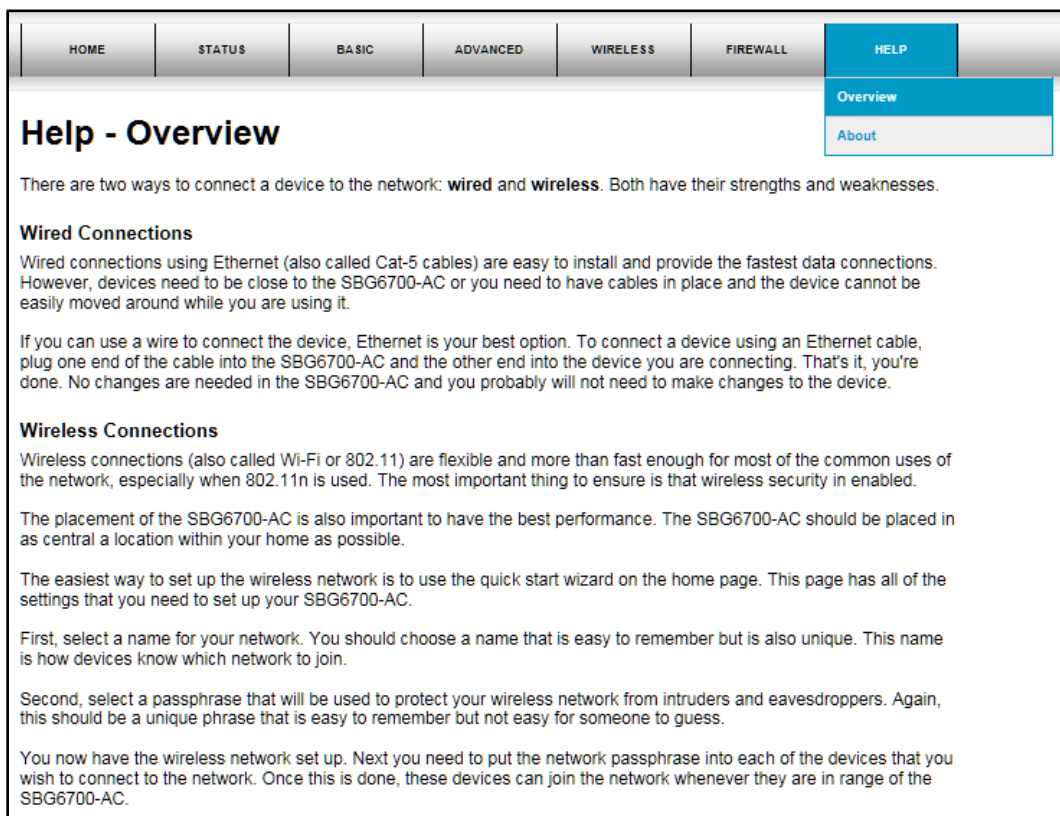 HOME STATUS BASIC ADVANCED WIRELESS FIREWALL HELP
Overview
About
Help - Overview
There are two ways to connect a device to the network: wired and wireless. Both have their strengths and weaknesses.
Wired Connections
Wired connections using Ethernet (also called Cat-5 cables) are easy to install and provide the fastest data connections.
However, devices need to be close to the SBG6700-AC or you need to have cables in place and the device cannot be
easily moved around while you are using it.
If you can use a wire to connect the device, Ethernet is your best option. To connect a device using an Ethernet cable,
plug one end of the cable into the SBG6700-AC and the other end into the device you are connecting. That's it, you're
done. No changes are needed in the SBG6700-AC and you probably will not need to make changes to the device.
Wireless Connections
Wireless connections (also called Wi-Fi or 802.11) are flexible and more than fast enough for most of the common uses of
the network, especially when 802.11n is used. The most important thing to ensure is that wireless security in enabled.
The placement of the SBG6700-AC is also important to have the best performance. The SBG6700-AC should be placed in
as central a location within your home as possible.
The easiest way to set up the wireless network is to use the quick start wizard on the home page. This page has all of the
settings that you need to set up your SBG6700-AC.
First, select a name for your network. You should choose a name that is easy to remember but is also unique. This name
is how devices know which network to join.
Second, select a passphrase that will be used to protect your wireless network from intruders and eavesdroppers. Again,
this should be a unique phrase that is easy to remember but not easy for someone to guess.
You now have the wireless network set up. Next you need to put the network passphrase into each of the devices that you
wish to connect to the network. Once this is done, these devices can join the network whenever they are in range of the
SBG6700-AC.